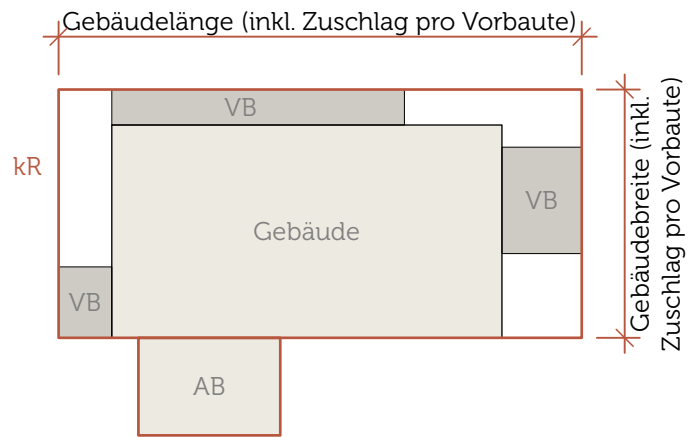 Gebäudelänge (inkl. Zuschlag pro Vorbaute)
VB
kR
VB
Gebäude
VB
AB
Gebäudebreite (inkl.
Zuschlag pro Vorbaute)